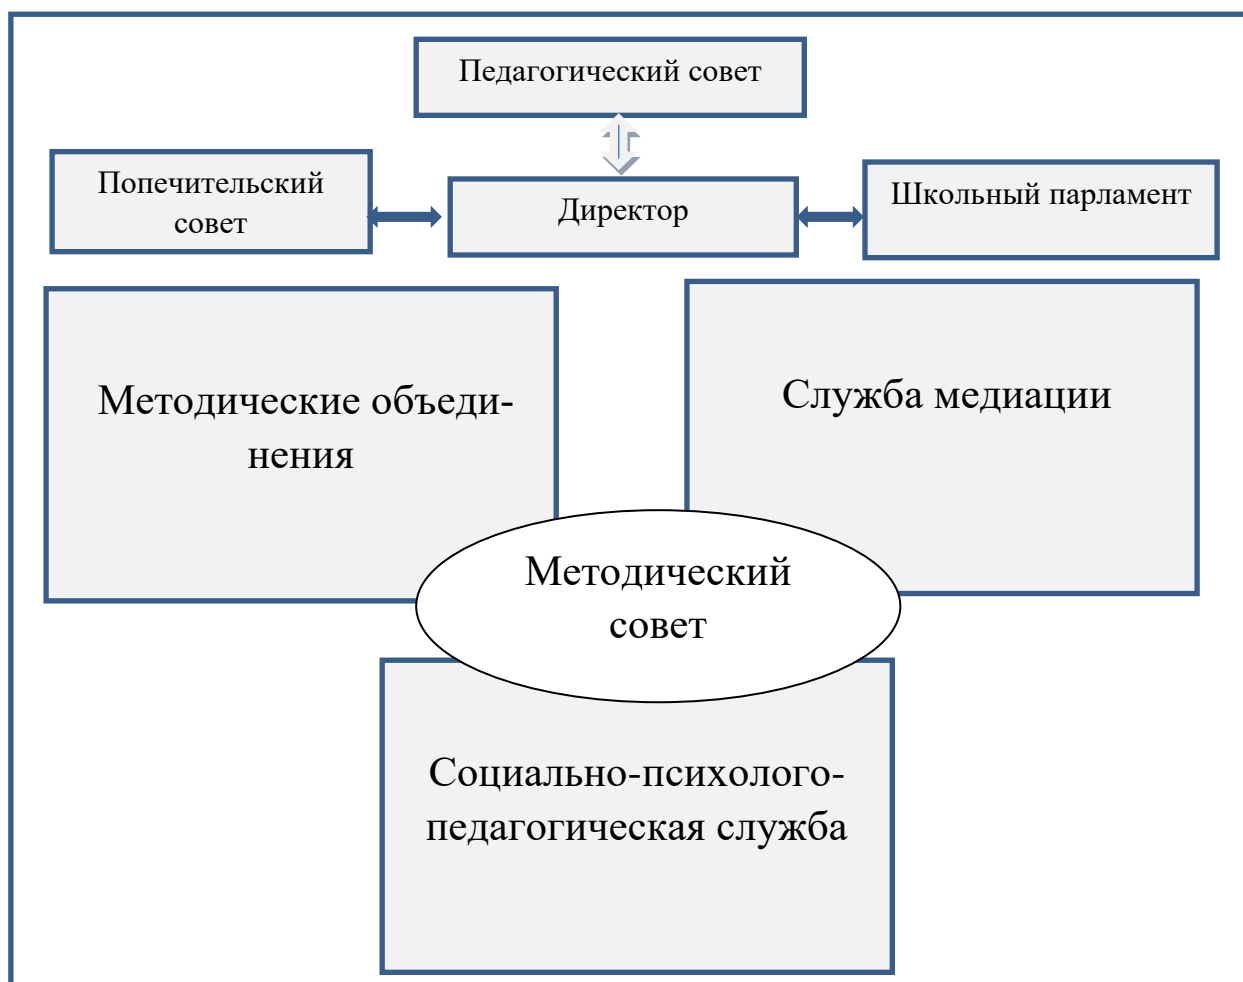 Педагогический совет
Попечительский
совет
Директор
Школьный парламент
Методические объеди-
нения
Служба медиации
Методический
совет
Социально-психолого-
педагогическая служба